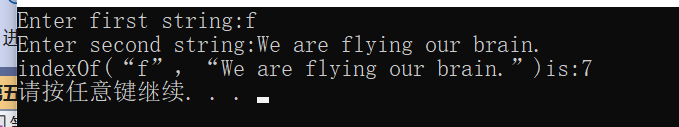 Enter first string:f
进
Enter second string:We are flying our brain.
indexOf(“f”, “We are flying our brain.”)is:7
请按任意键继续. . .